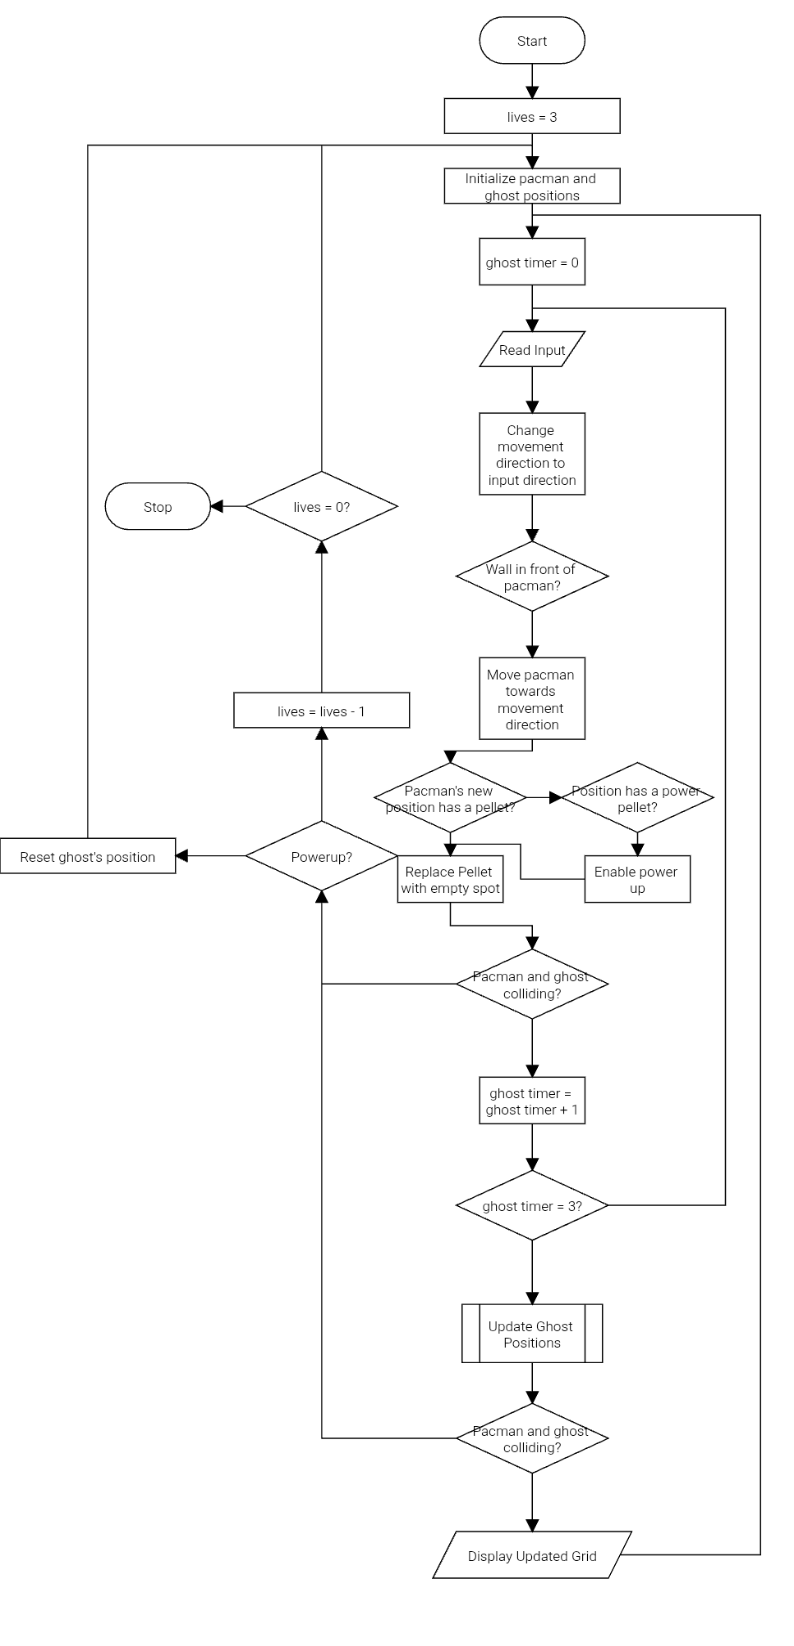 Start
lives = 3
Initialize pacman and
ghost positions
ghost timer = 0
Read Input
Change
movement
direction to
input direction
Stop
lives = 0?
Wall in front of
pacman?
Move pacman
towards
movement
direction
lives = lives - 1
Pacman's new
position has a pellet?
Position has a power
pellet?
Reset ghost's position
Powerup?
Replace Pellet
with empty spot
Enable power
up
Pacman and ghost
colliding?
ghost timer =
ghost timer + 1
ghost timer = 3?
Update Ghost
Positions
Pacman and ghost
colliding?
Display Updated Grid